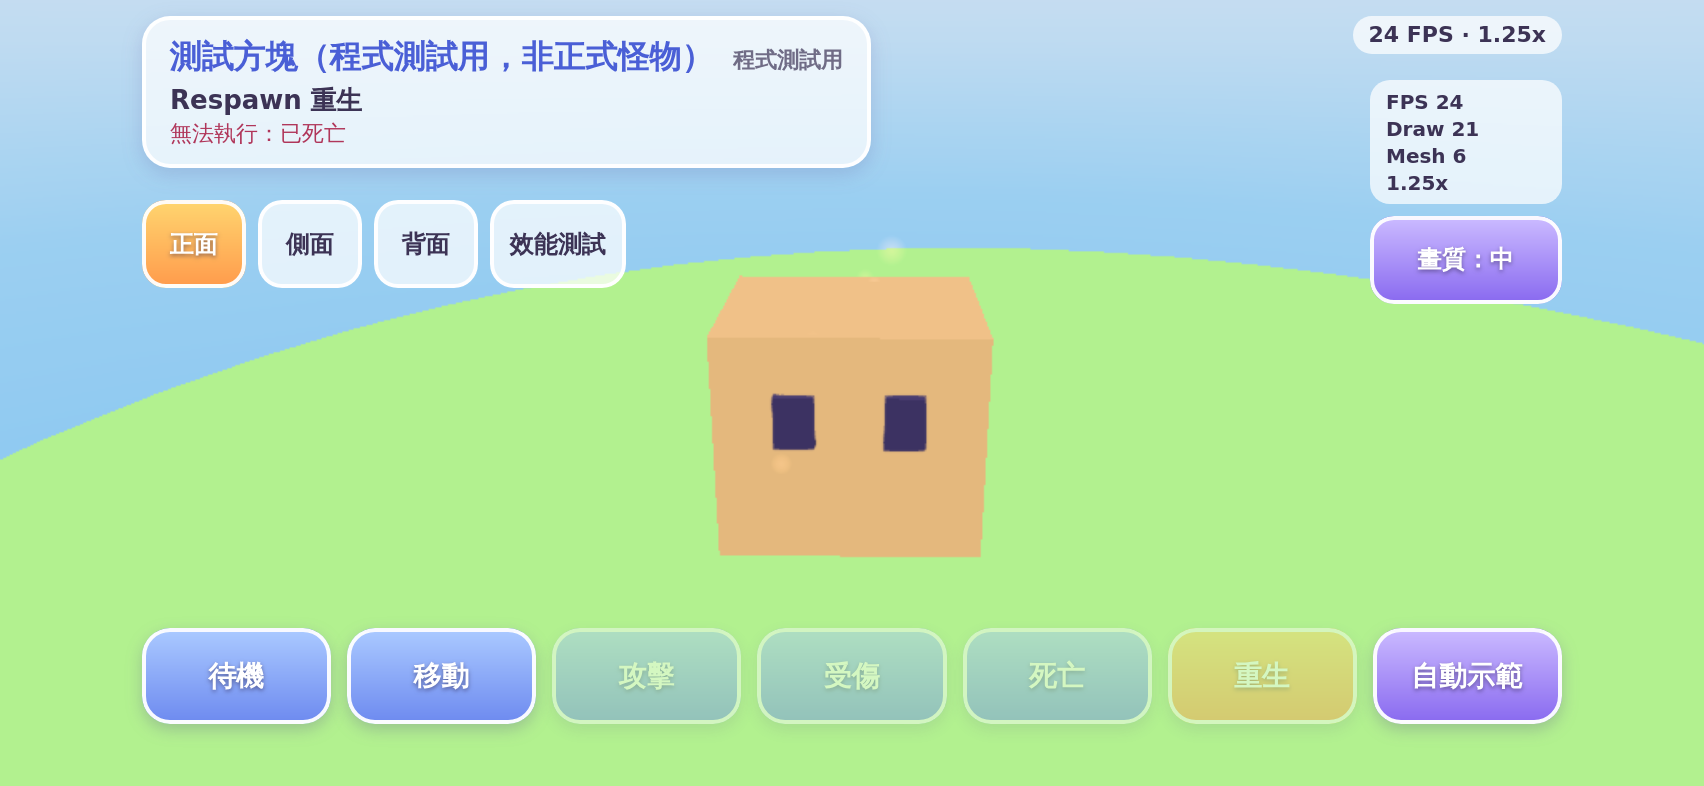 測試方塊（程式測試用，非正式怪物） 程式測試用
Respawn 重生
無法執行：已死亡
24 FPS · 1.25x
FPS 24
Draw 21
Mesh 6
1.25x
正面 側面 背面 效能測試
畫質：中
待機 移動 攻擊 受傷 死亡 重生 自動示範